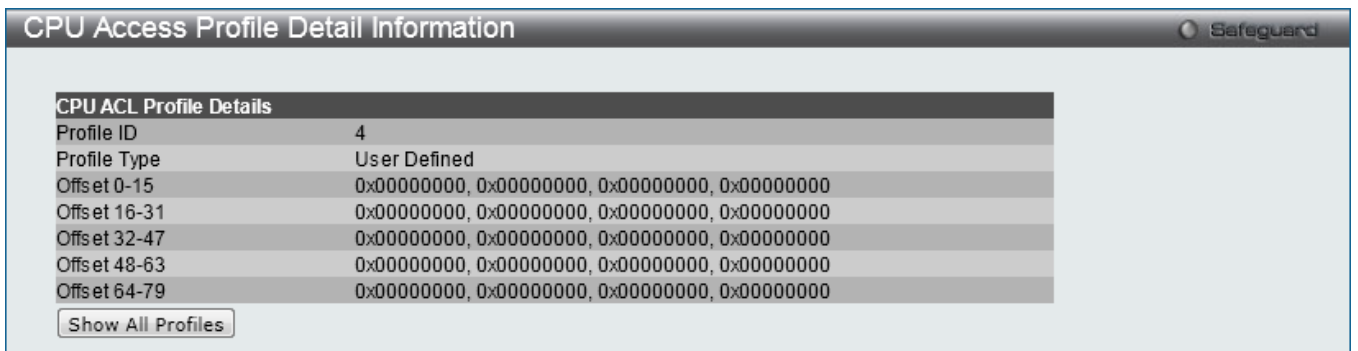 CPU Access Profile Detail Information
Safeguard
CPU ACL Profile Details
Profile ID 4
Profile Type User Defined
Offset 0-15 0x00000000, 0x00000000, 0x00000000, 0x00000000
Offset 16-31 0x00000000, 0x00000000, 0x00000000, 0x00000000
Offset 32-47 0x00000000, 0x00000000, 0x00000000, 0x00000000
Offset 48-63 0x00000000, 0x00000000, 0x00000000, 0x00000000
Offset 64-79 0x00000000, 0x00000000, 0x00000000, 0x00000000
Show All Profiles